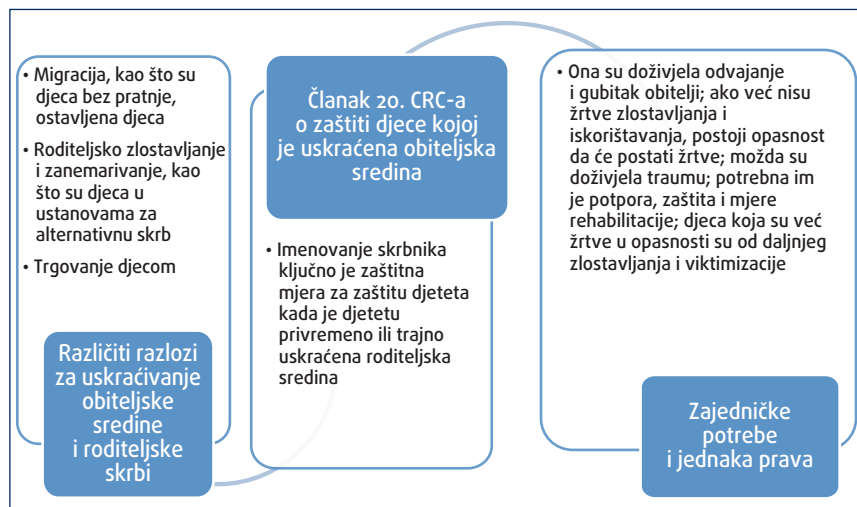 • Migracija, kao što su
djeca bez pratnje,
ostavljena djeca
• Roditeljsko zlostavljanje
i zanemarivanje, kao
što su djeca u
ustanovama za
alternativnu skrb
• Trgovanje djecom
Različiti razlozi
za uskraćivanje
obiteljske
sredine
i roditeljske
skrbi
Članak 20. CRC-a
o zaštiti djece kojoj
je uskraćena obiteljska
sredina
• Imenovanje skrbnika
ključno je zaštitna
mjera za zaštitu djeteta
kada je djetetu
privremeno ili trajno
uskraćena roditeljska
sredina
• Ona su doživjela odvajanje
i gubitak obitelji; ako već nisu
žrtve zlostavljanja i
iskorištavanja, postoji opasnost
da će postati žrtve; možda su
doživjela traumu; potrebna im
je potpora, zaštita i mjere
rehabilitacije; djeca koja su već
žrtve u opasnosti su od daljnjeg
zlostavljanja i viktimizacije
Zajedničke
potrebe
i jednaka prava